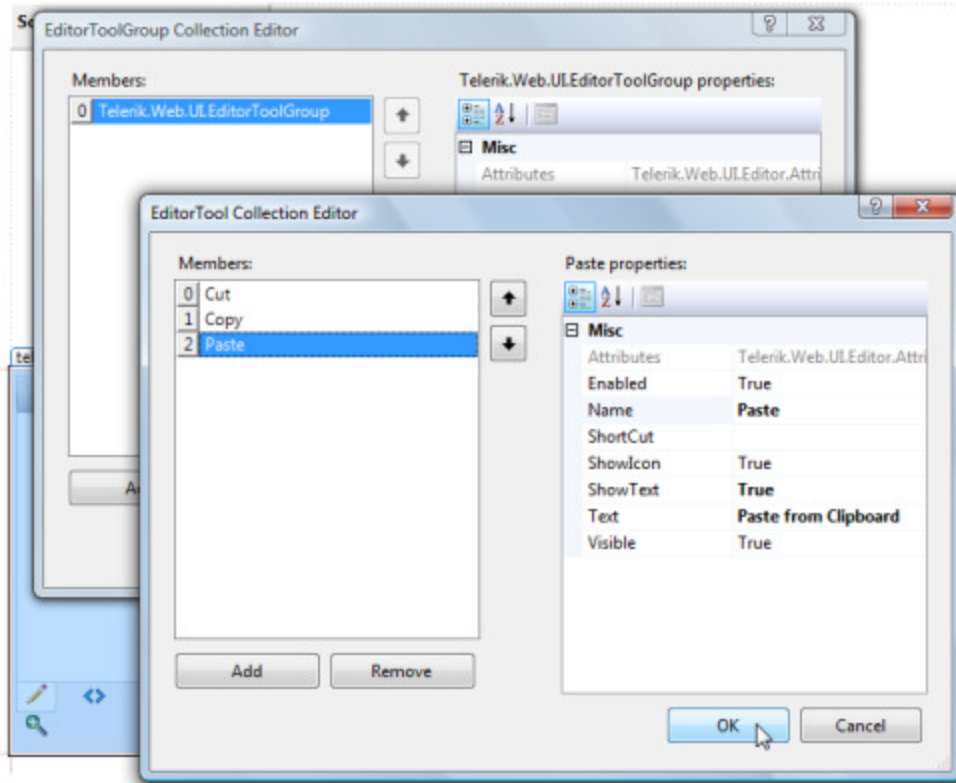 EditorToolGroup Collection Editor
Members:
Telerik.Web.UI.EditorToolGroup properties:
0 Telerik.Web.UI.EditorToolGroup
Misc
Attributes Telerik.Web.UI.Editor.Attri
EditorTool Collection Editor
Members:
Paste properties:
0 Cut
1 Copy
2 Paste
Misc
Attributes Telerik.Web.UI.Editor.Attri
Enabled True
Name Paste
ShortCut
ShowIcon True
ShowText True
Text Paste from Clipboard
Visible True
Add Remove
OK Cancel